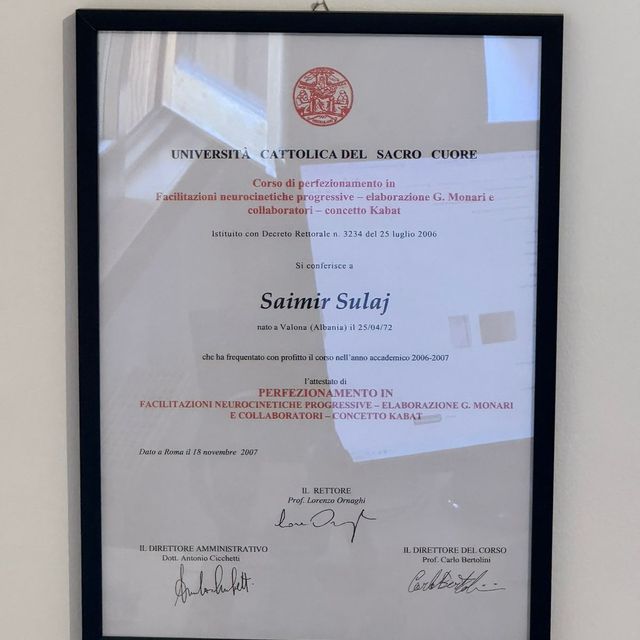 UNIVERSITÀ CATTOLICA DEL SACRO CUORE
Corso di perfezionamento in
Facilitazioni neurocinetiche progressive – elaborazione G. Monari e
collaboratori – concetto Kabat
Istituito con Decreto Rettorale n. 3234 del 25 luglio 2006
Si conferisce a
Saimir Sulaj
nato a Valona (Albania) il 25/04/72
che ha frequentato con profitto il corso nell'anno accademico 2006-2007
l'attestato di
PERFEZIONAMENTO IN
FACILITAZIONI NEUROCINETICHE PROGRESSIVE – ELABORAZIONE G. MONARI
E COLLABORATORI – CONCETTO KABAT
Dato a Roma il 18 novembre 2007
IL RETTORE
Prof. Lorenzo Ornaghi
IL DIRETTORE AMMINISTRATIVO
Dott. Antonio Cicchetti
IL DIRETTORE DEL CORSO
Prof. Carlo Bertolini